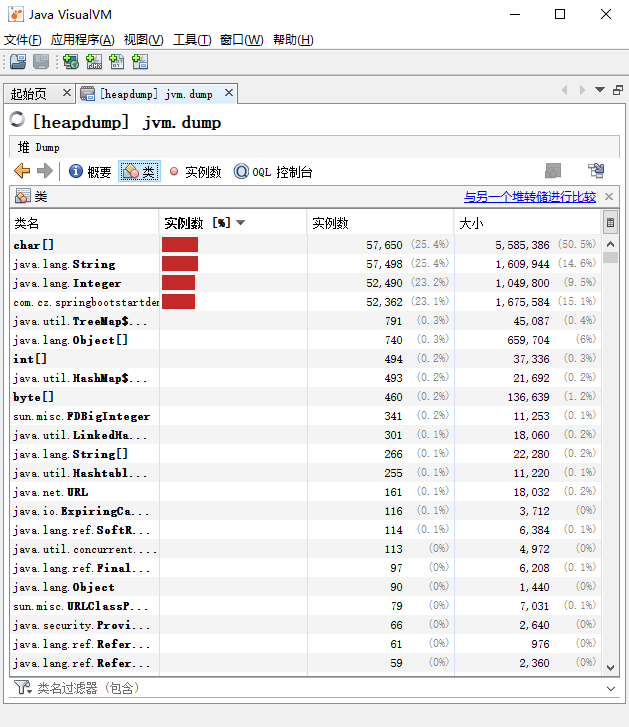 Java VisualVM
文件(F) 应用程序(A) 视图(V) 工具(T) 窗口(W) 帮助(H)
起始页 [heapdump] jvm.dump
[heapdump] jvm.dump
堆 Dump
概要 类 实例数 OQL 控制台
类 与另一个堆转储进行比较
类名 实例数 [%] 实例数 大小
char[] 57,650 (25.4%) 5,585,386 (50.5%)
java.lang.String 57,498 (25.4%) 1,609,944 (14.6%)
java.lang.Integer 52,490 (23.2%) 1,049,800 (9.5%)
com.cz.springbootstartder 52,362 (23.1%) 1,675,584 (15.1%)
java.util.TreeMap$... 791 (0.3%) 45,087 (0.4%)
java.lang.Object[] 740 (0.3%) 659,704 (6%)
int[] 494 (0.2%) 37,336 (0.3%)
java.util.HashMap$... 493 (0.2%) 21,692 (0.2%)
byte[] 460 (0.2%) 136,639 (1.2%)
sun.misc.FDBigInteger 341 (0.2%) 11,253 (0.1%)
java.util.LinkedHa... 301 (0.1%) 18,060 (0.2%)
java.lang.String[] 266 (0.1%) 22,280 (0.2%)
java.util.Hashtabl... 255 (0.1%) 11,220 (0.1%)
java.net.URL 161 (0.1%) 18,032 (0.2%)
java.io.ExpiringCa... 116 (0.1%) 3,712 (0%)
java.lang.ref.SoftR... 114 (0.1%) 6,384 (0.1%)
java.util.concurrent.... 113 (0%) 4,972 (0%)
java.lang.ref.Final... 97 (0%) 6,208 (0.1%)
java.lang.Object 90 (0%) 1,440 (0%)
sun.misc.URLClassP... 79 (0%) 7,031 (0.1%)
java.security.Provi... 66 (0%) 2,640 (0%)
java.lang.ref.Refer... 61 (0%) 976 (0%)
java.lang.ref.Refer... 59 (0%) 2,360 (0%)
类名过滤器（包含）